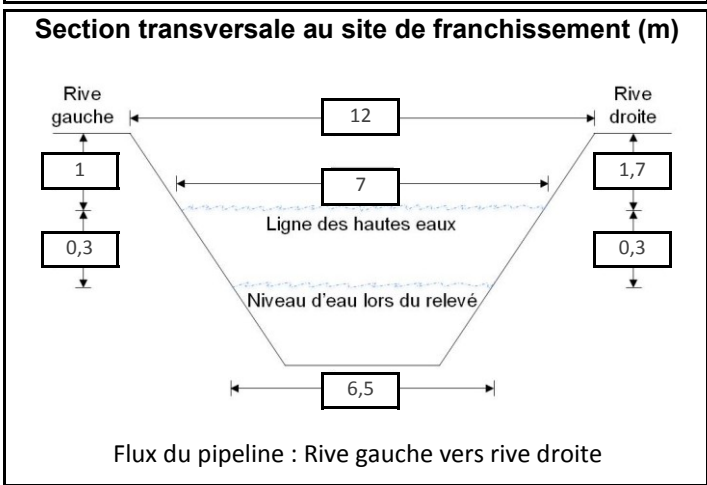 Section transversale au site de franchissement (m)
Rive
gauche
12
Rive
droite
1
7
1,7
Ligne des hautes eaux
0,3
0,3
Niveau d'eau lors du relevé
6,5
Flux du pipeline : Rive gauche vers rive droite